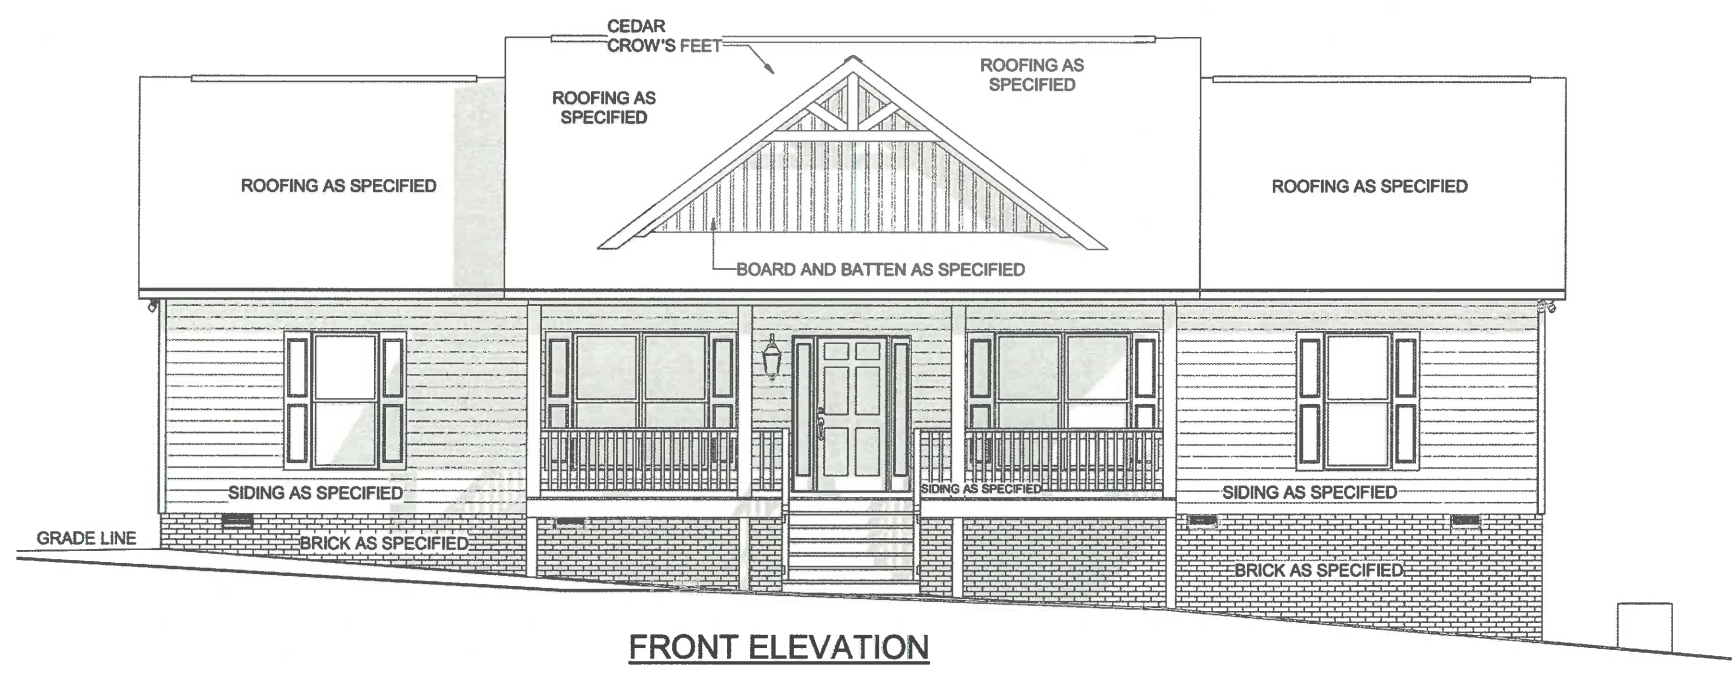 CEDAR
CROW'S FEET
ROOFING AS
SPECIFIED
ROOFING AS
SPECIFIED
ROOFING AS SPECIFIED
ROOFING AS SPECIFIED
BOARD AND BATTEN AS SPECIFIED
SIDING AS SPECIFIED
SIDING AS SPECIFIED
SIDING AS SPECIFIED
GRADE LINE
BRICK AS SPECIFIED
BRICK AS SPECIFIED
FRONT ELEVATION